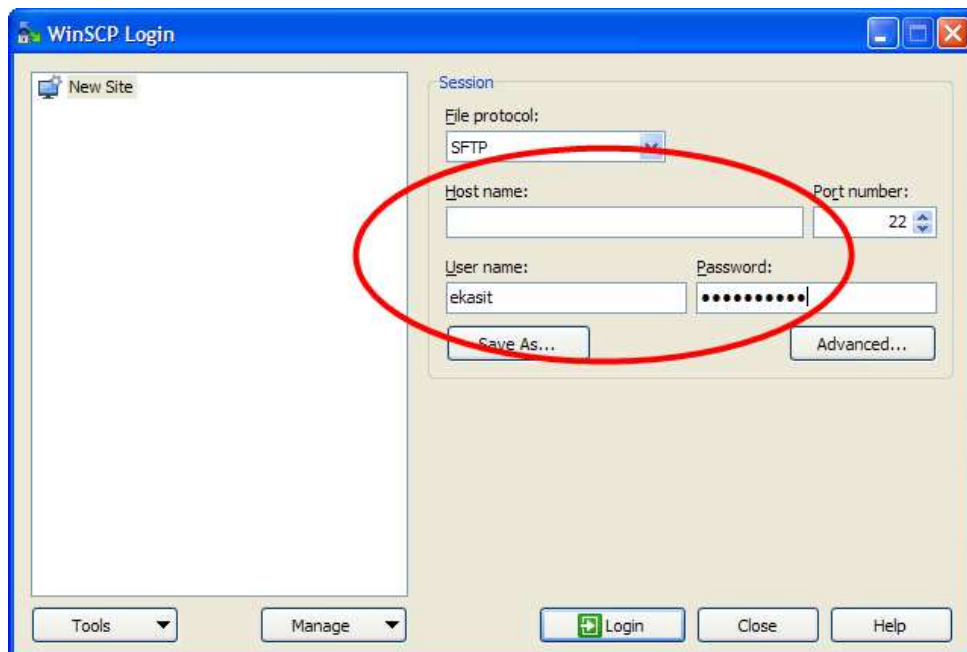 WinSCP Login
New Site
Session
File protocol:
SFTP
Host name:
Port number:
22
User name:
Password:
ekasit
●●●●●●●●●●
Save As...
Advanced...
Tools
Manage
Login
Close
Help